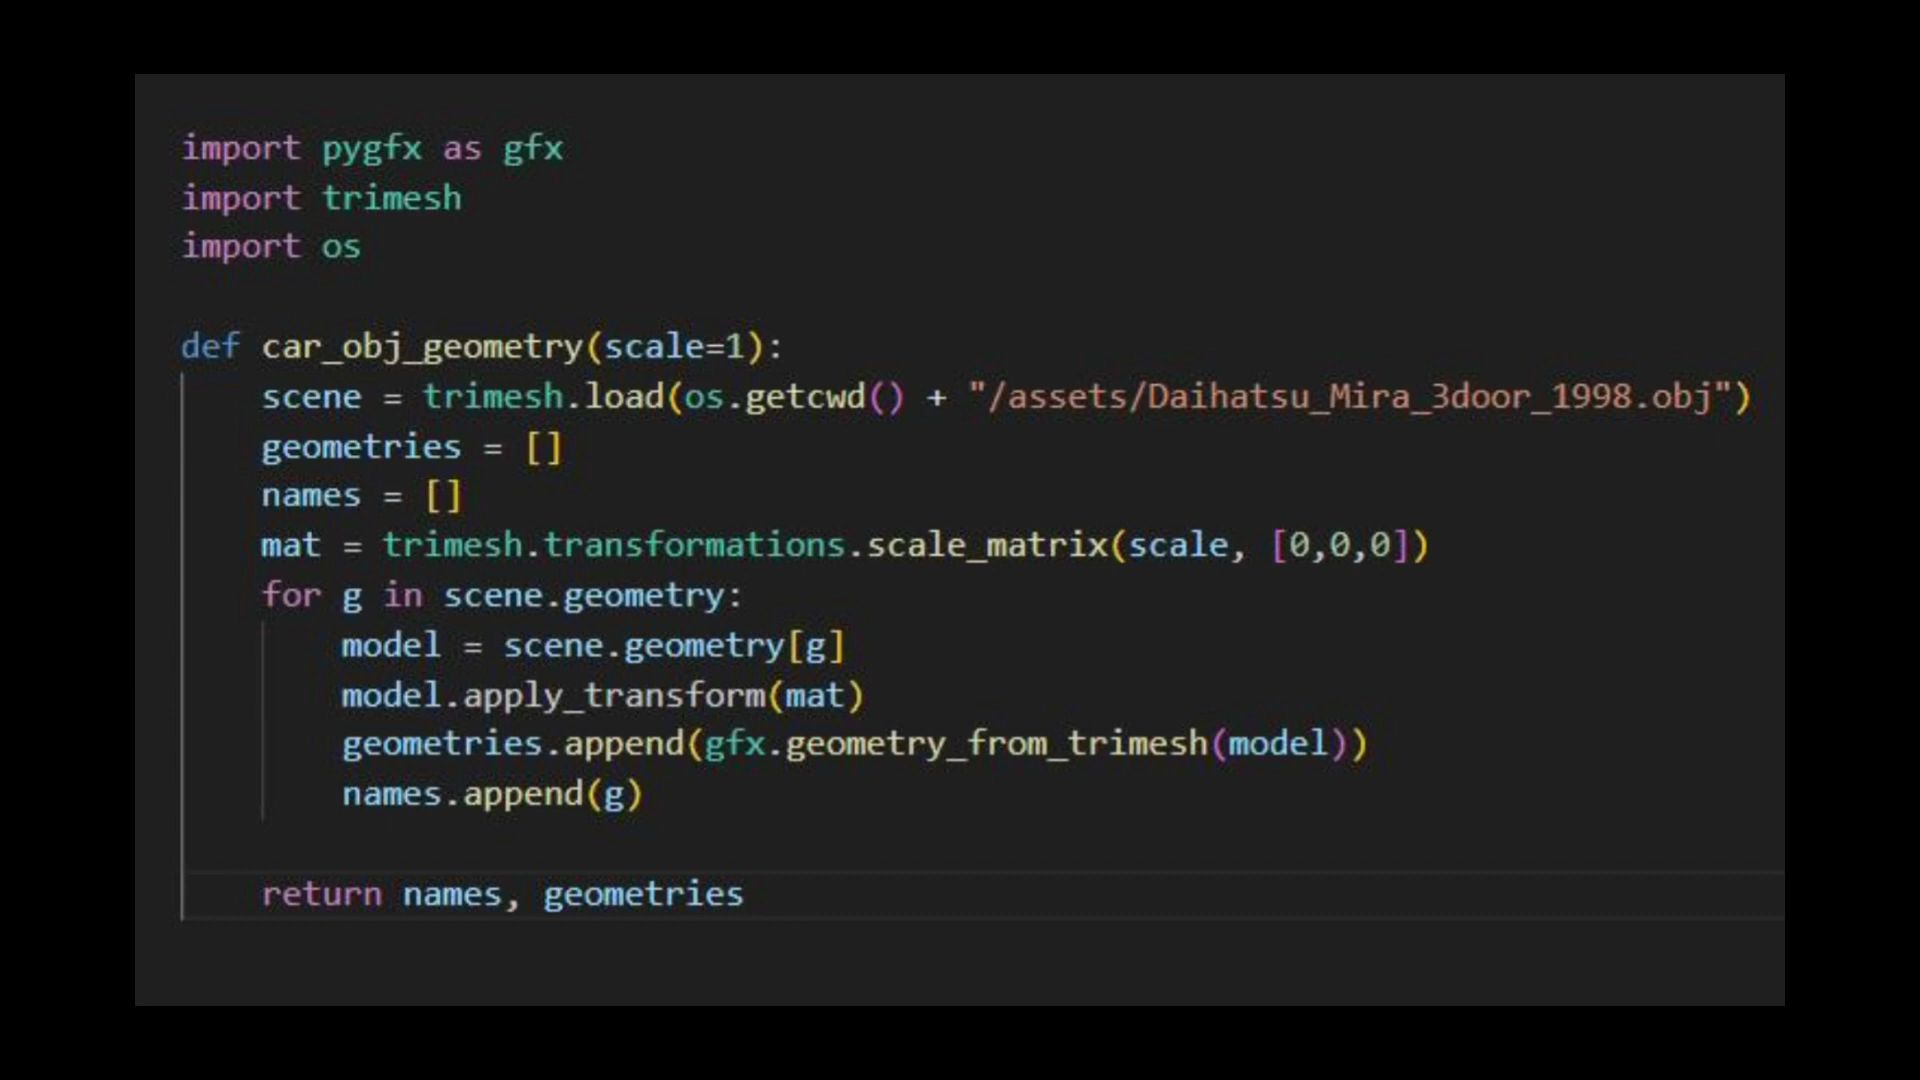 import pygfx as gfx
import trimesh
import os
def car_obj_geometry(scale=1):
scene = trimesh.load(os.getcwd() + "/assets/Daihatsu_Mira_3door_1998.obj")
geometries = []
names = []
mat = trimesh.transformations.scale_matrix(scale, [0,0,0])
for g in scene.geometry:
model = scene.geometry[g]
model.apply_transform(mat)
geometries.append(gfx.geometry_from_trimesh(model))
names.append(g)
return names, geometries